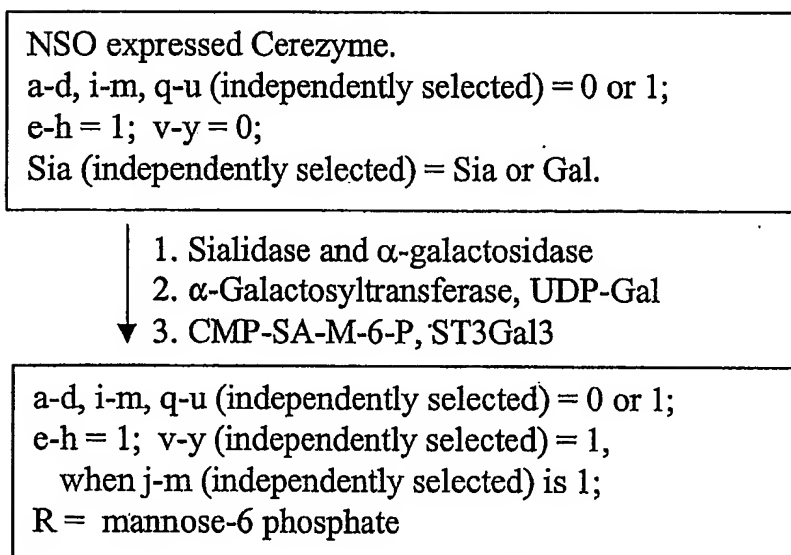 NSO expressed Cerezyme.
a-d, i-m, q-u (independently selected) = 0 or 1;
e-h = 1; v-y = 0;
Sia (independently selected) = Sia or Gal.
1. Sialidase and α-galactosidase
2. α-Galactosyltransferase, UDP-Gal
3. CMP-SA-M-6-P, ST3Gal3
a-d, i-m, q-u (independently selected) = 0 or 1;
e-h = 1; v-y (independently selected) = 1,
when j-m (independently selected) is 1;
R = mannose-6 phosphate